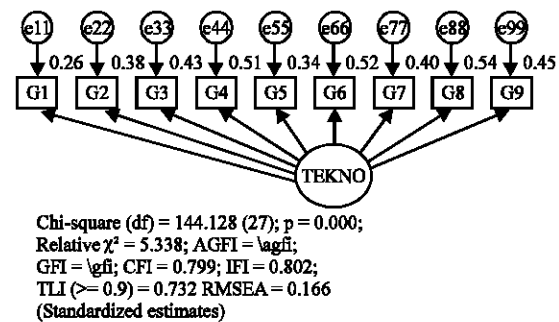 e11 e22 e33 e44 e55 e66 e77 e88 e99
0.26 0.38 0.43 0.51 0.34 0.52 0.40 0.54 0.45
G1 G2 G3 G4 G5 G6 G7 G8 G9
TEKNO
Chi-square (df) = 144.128 (27); p = 0.000;
Relative χ² = 5.338; AGFI = \agfi;
GFI = \gfi; CFI = 0.799; IFI = 0.802;
TLI (>= 0.9) = 0.732 RMSEA = 0.166
(Standardized estimates)